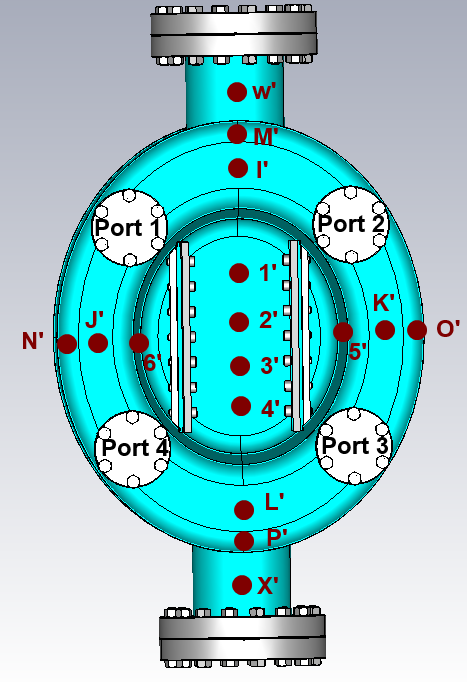 w'
M'
I'
Port 1
Port 2
1'
2'
K'
O'
N'
J'
6'
5'
3'
4'
Port 4
Port 3
L'
P'
X'